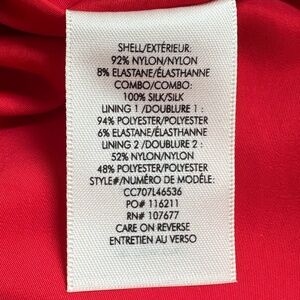 SHELL/EXTÉRIEUR:
92% NYLON/NYLON
8% ELASTANE/ÉLASTHANNE
COMBO/COMBO:
100% SILK/SILK
LINING 1 /DOUBLURE 1 :
94% POLYESTER/POLYESTER
6% ELASTANE/ÉLASTHANNE
LINING 2 /DOUBLURE 2 :
52% NYLON/NYLON
48% POLYESTER/POLYESTER
STYLE#/NUMÉRO DE MODÈLE:
CC707L46536
PO# 116211
RN# 107677
CARE ON REVERSE
ENTRETIEN AU VERSO